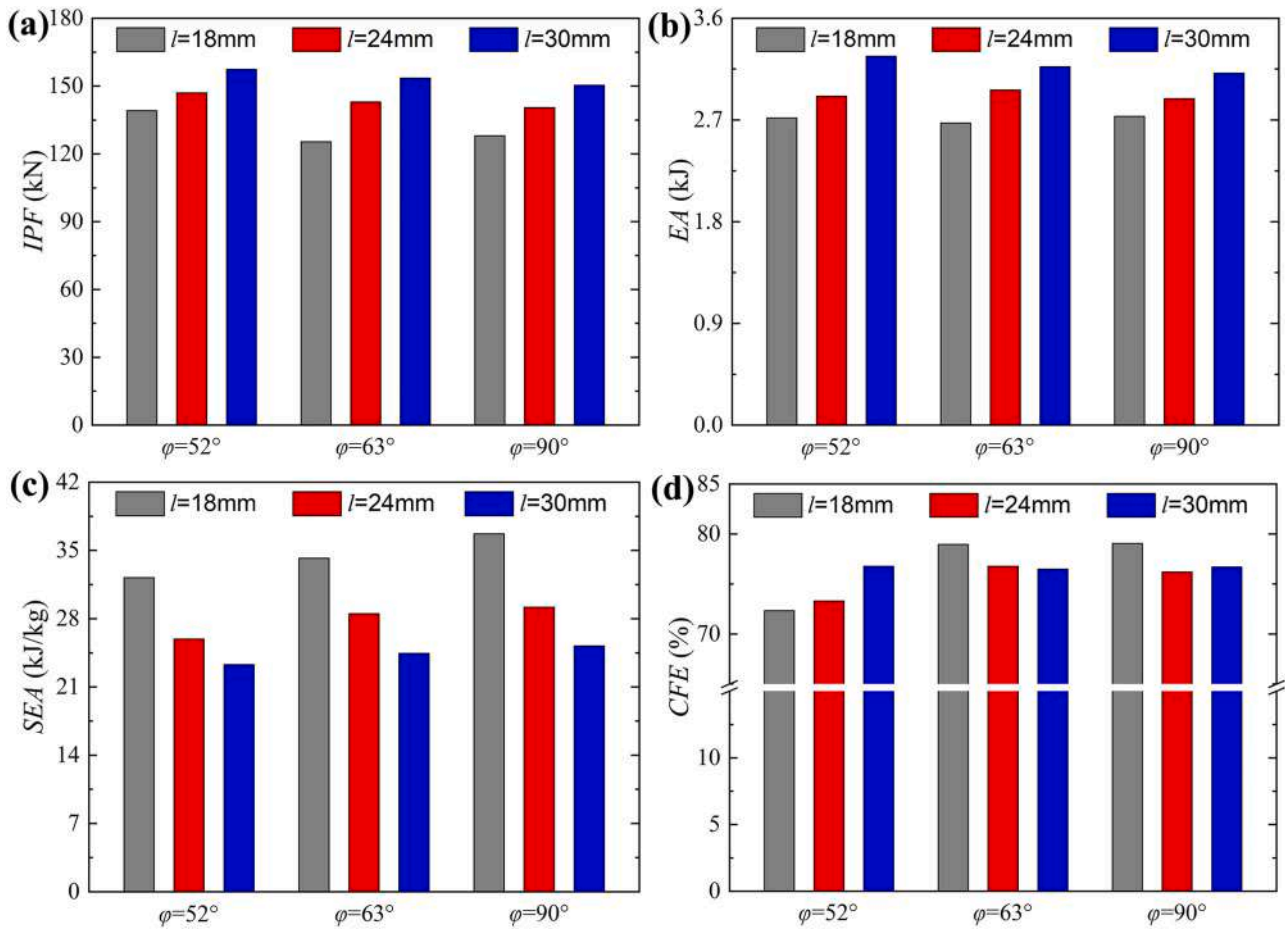 (a)
l=18mm l=24mm l=30mm
IPF (kN)
180
150
120
90
60
30
0
φ=52° φ=63° φ=90°
(b)
l=18mm l=24mm l=30mm
EA (kJ)
3.6
2.7
1.8
0.9
0.0
φ=52° φ=63° φ=90°
(c)
l=18mm l=24mm l=30mm
SEA (kJ/kg)
42
35
28
21
14
7
0
φ=52° φ=63° φ=90°
(d)
l=18mm l=24mm l=30mm
CFE (%)
85
80
70
10
5
0
φ=52° φ=63° φ=90°